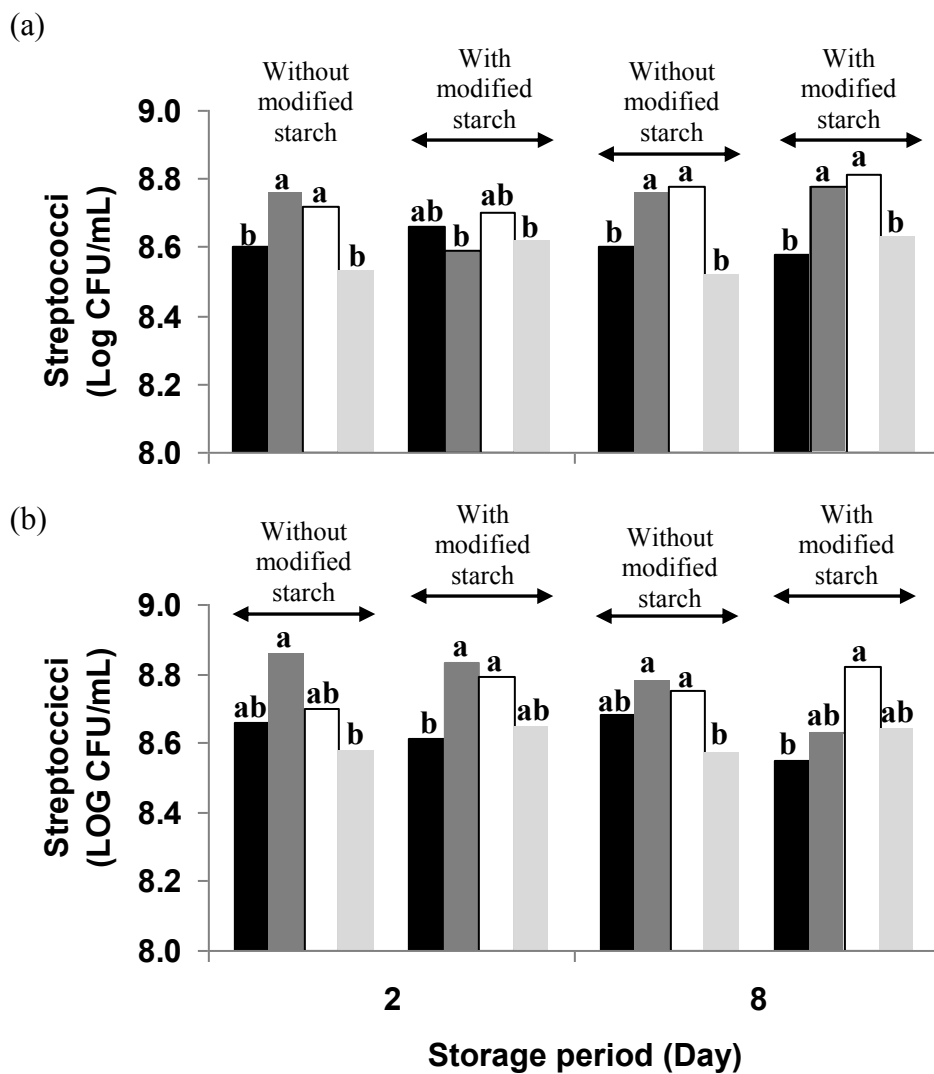 (a)
Without
modified
starch
With
modified
starch
Without
modified
starch
With
modified
starch
Streptococci
(Log CFU/mL)
9.0
8.8
8.6
8.4
8.2
8.0
b a a b
ab b ab b
b a a b
b a a b
(b)
Without
modified
starch
With
modified
starch
Without
modified
starch
With
modified
starch
Streptoccicci
(LOG CFU/mL)
9.0
8.8
8.6
8.4
8.2
8.0
ab a ab b
b a a ab
ab a a b
b ab a ab
2 8
Storage period (Day)